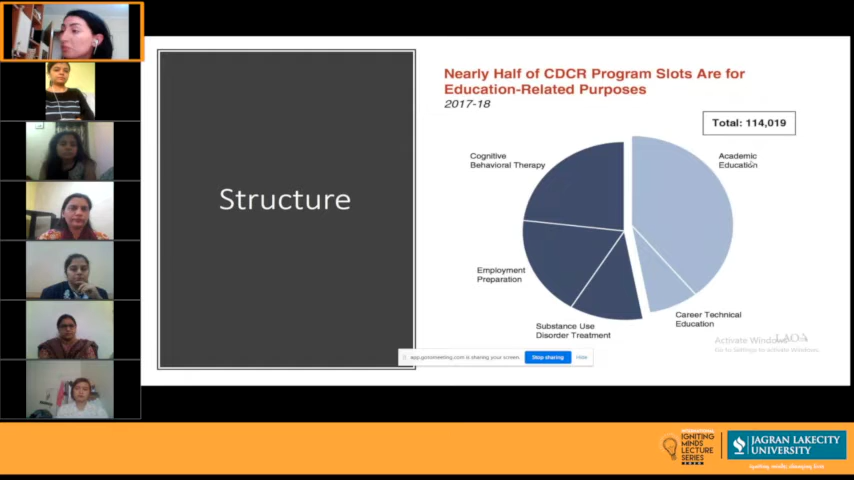 Structure
Nearly Half of CDCR Program Slots Are for
Education-Related Purposes
2017-18
Total: 114,019
Cognitive
Behavioral Therapy
Academic
Education
Employment
Preparation
Career Technical
Education
Substance Use
Disorder Treatment
Activate Windows
Go to Settings to activate Windows.
app.gotomeeting.com is sharing your screen.
Stop sharing
Hide
INTERNATIONAL
IGNITING
MINDS
LECTURE
SERIES
JAGRAN LAKECITY
UNIVERSITY